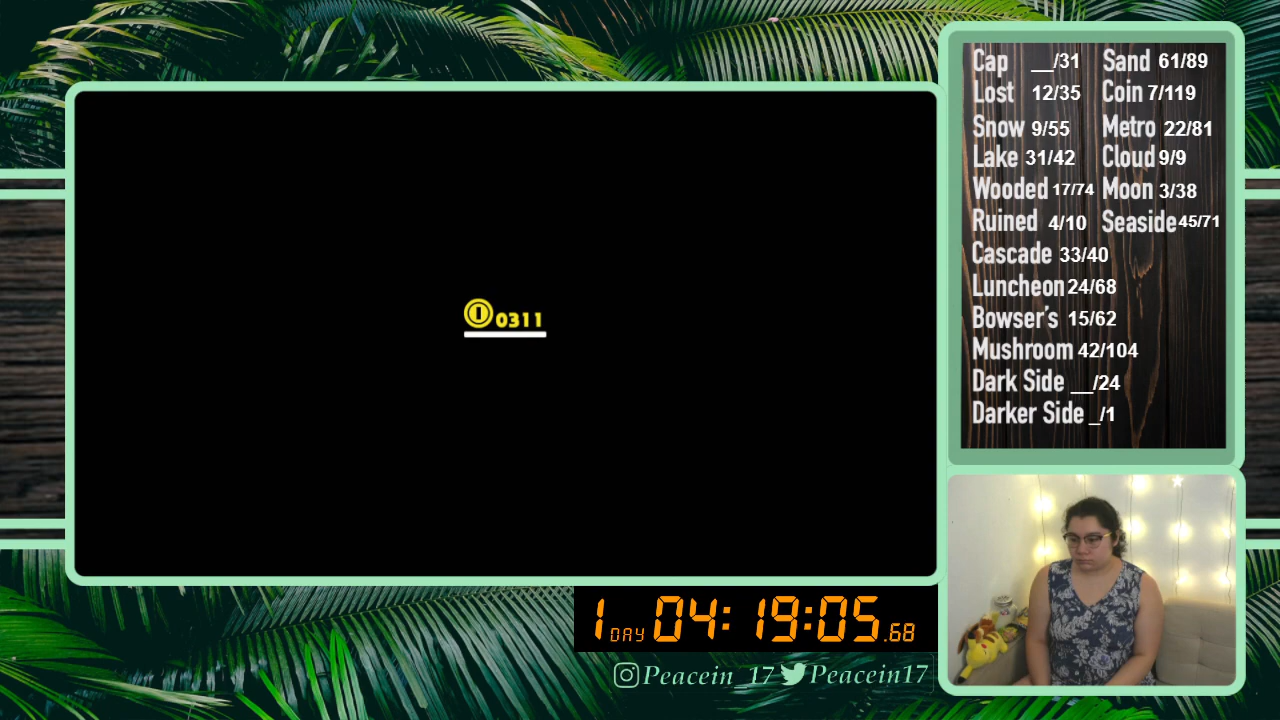 Cap __/31 Sand 61/89
Lost 12/35 Coin 7/119
Snow 9/55 Metro 22/81
Lake 31/42 Cloud 9/9
Wooded 17/74 Moon 3/38
Ruined 4/10 Seaside 45/71
Cascade 33/40
Luncheon 24/68
Bowser's 15/62
Mushroom 42/104
Dark Side __/24
Darker Side _/1
0311
1 DAY 04:19:05.68
Peacein_17 Peacein17